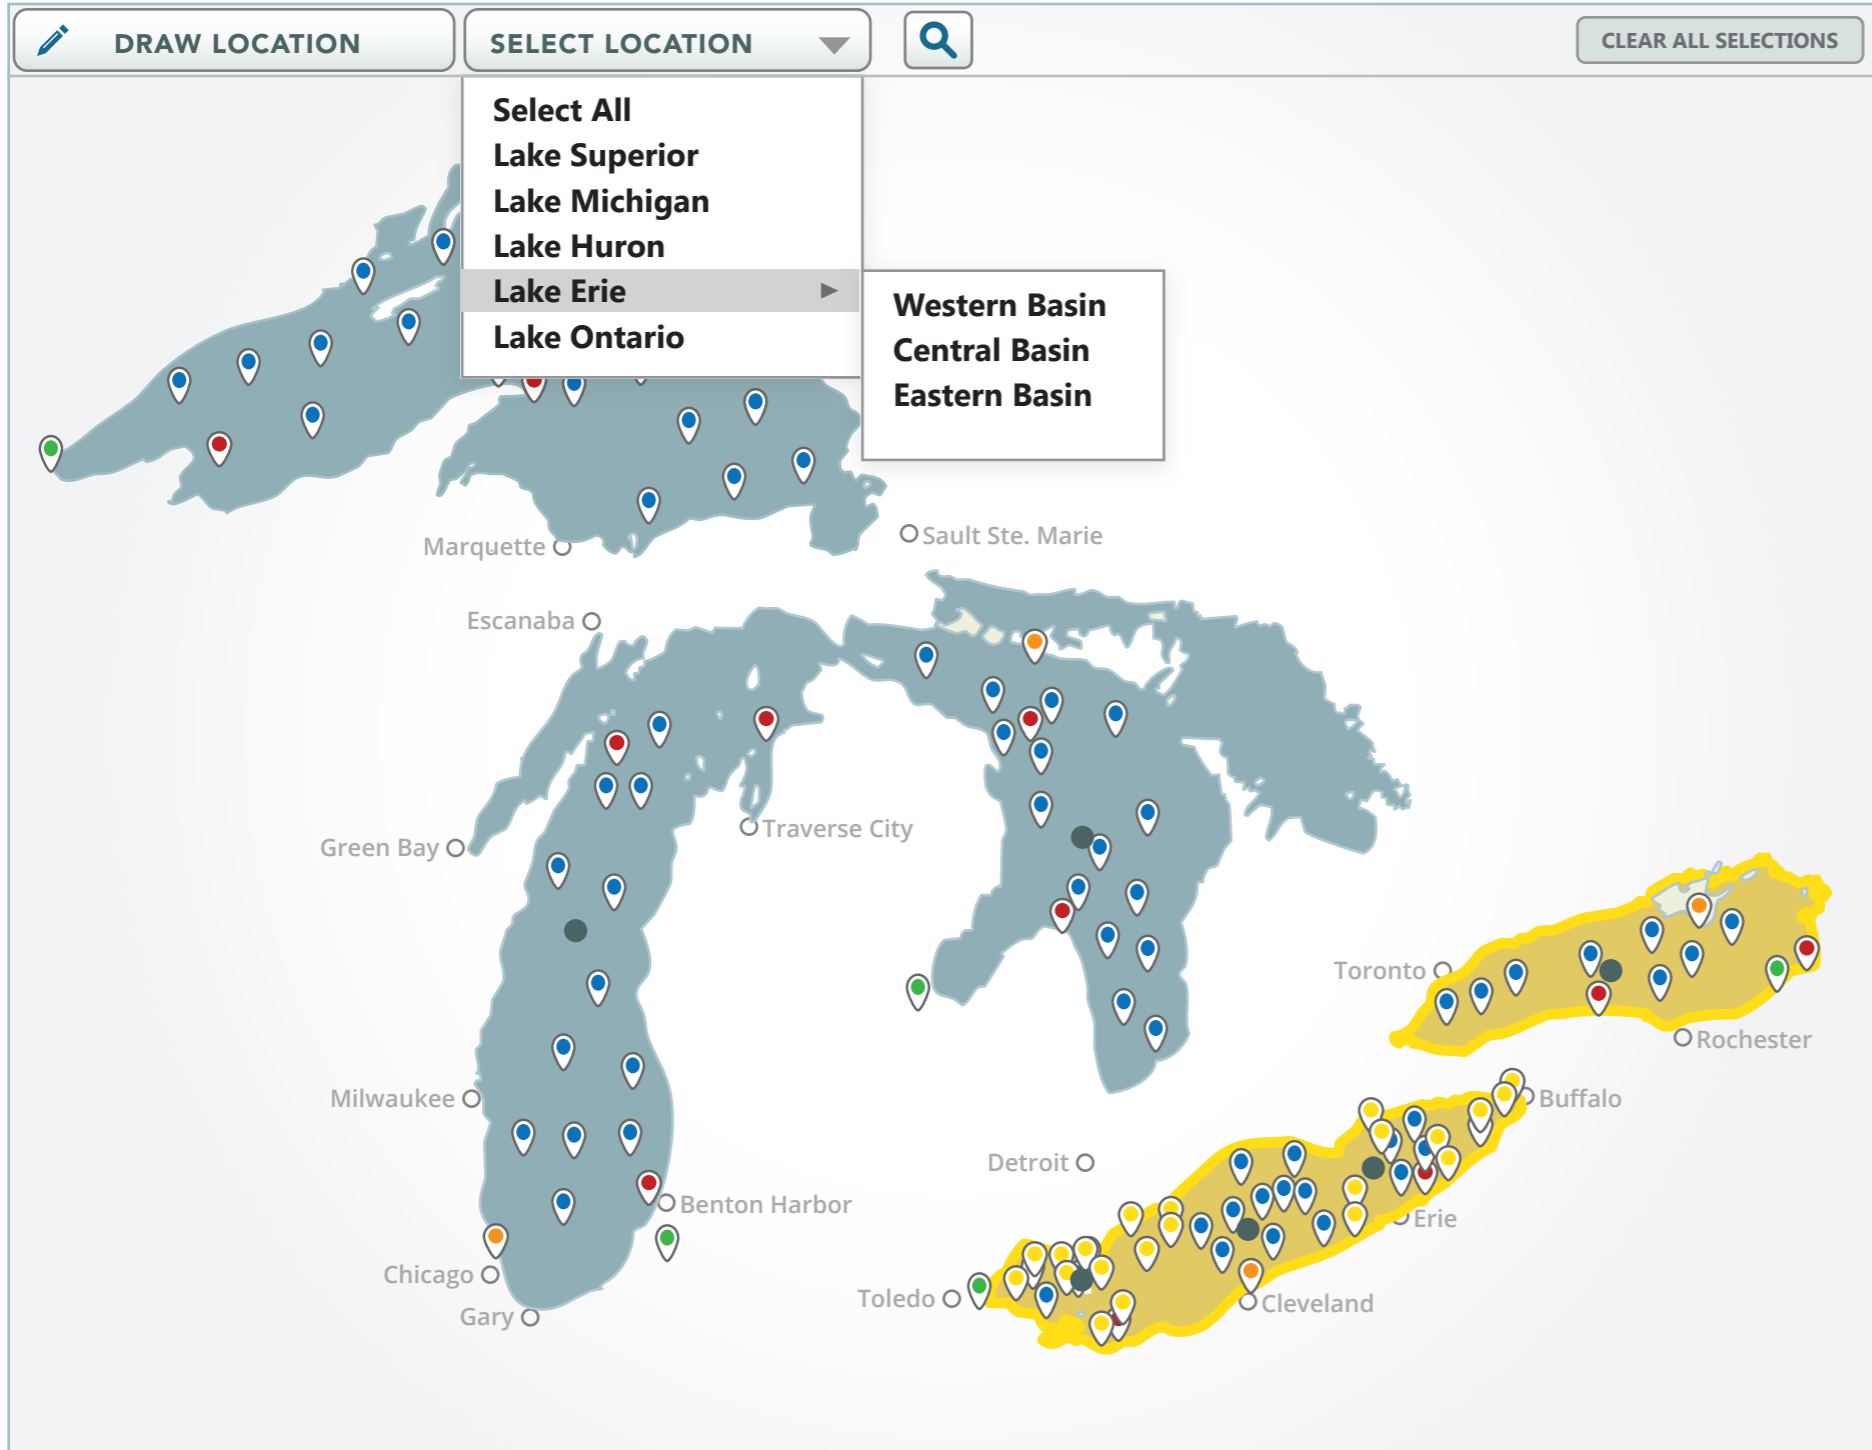 DRAW LOCATION
SELECT LOCATION
CLEAR ALL SELECTIONS
Select All
Lake Superior
Lake Michigan
Lake Huron
Lake Erie
Lake Ontario
Western Basin
Central Basin
Eastern Basin
Marquette
Sault Ste. Marie
Escanaba
Green Bay
Traverse City
Toronto
Rochester
Milwaukee
Buffalo
Detroit
Benton Harbor
Erie
Chicago
Toledo
Cleveland
Gary